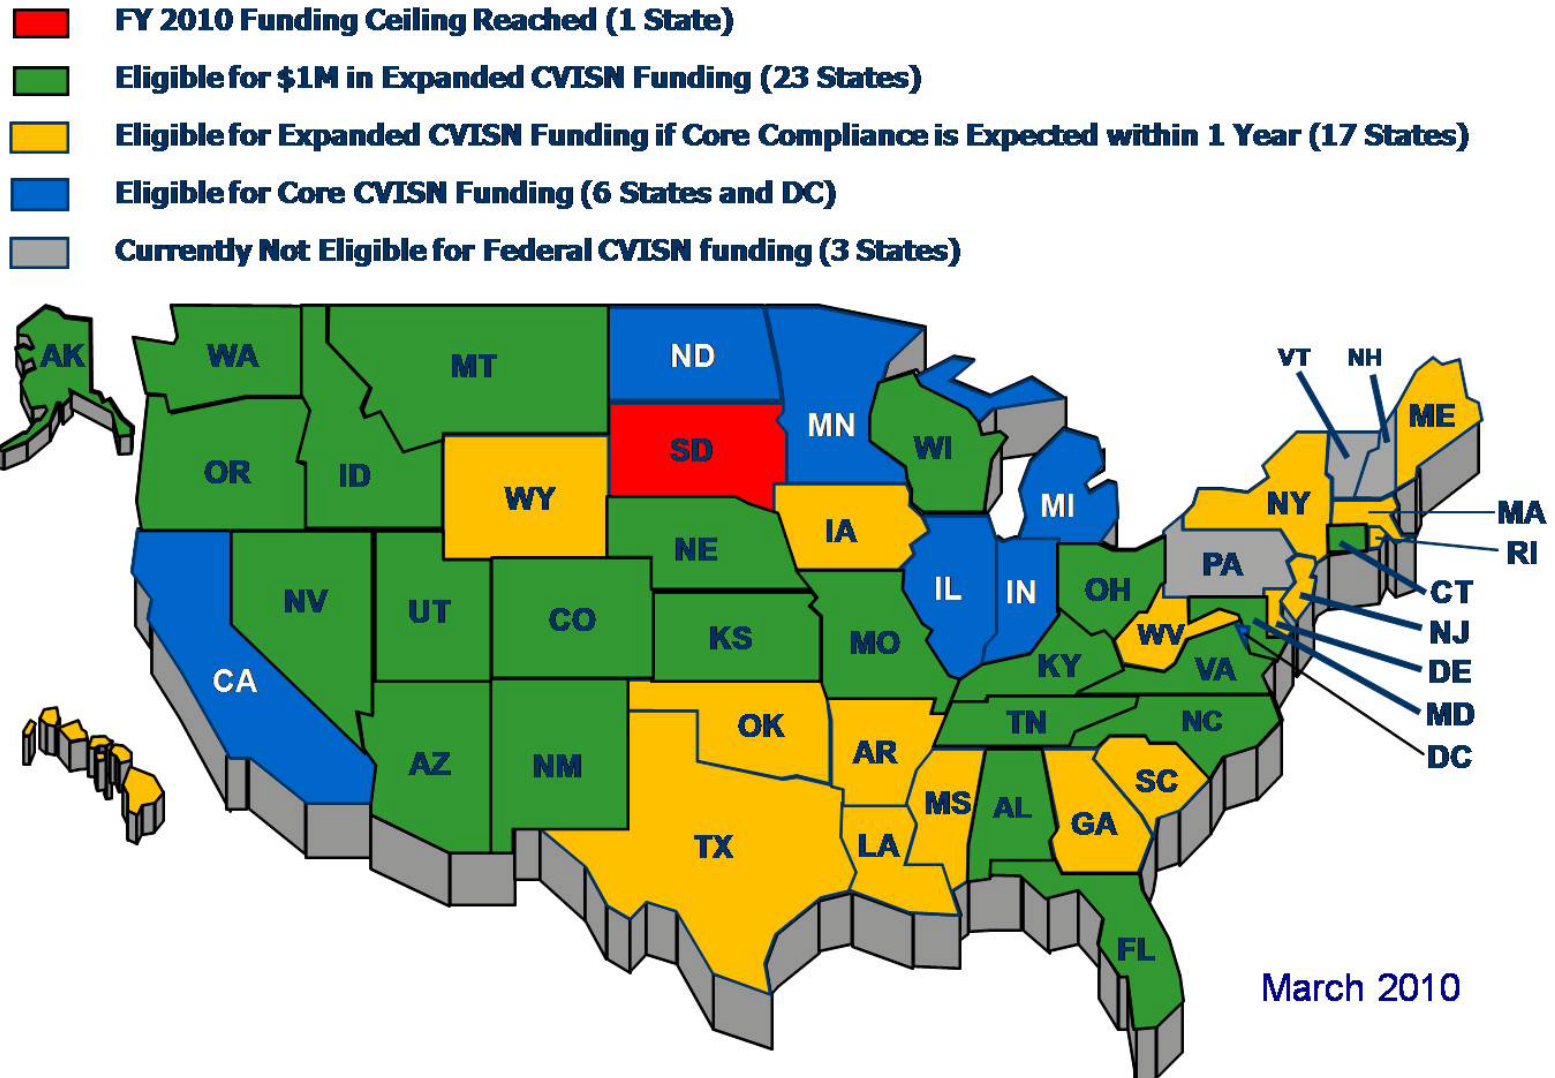 FY 2010 Funding Ceiling Reached (1 State)
Eligible for $1M in Expanded CVISN Funding (23 States)
Eligible for Expanded CVISN Funding if Core Compliance is Expected within 1 Year (17 States)
Eligible for Core CVISN Funding (6 States and DC)
Currently Not Eligible for Federal CVISN funding (3 States)
AK
WA
MT
ND
MN
VT
NH
ME
OR
ID
WY
SD
WI
MI
NY
MA
RI
NV
UT
CO
NE
IA
IL
IN
OH
PA
CT
NJ
CA
KS
MO
KY
WV
VA
DE
MD
DC
AZ
NM
OK
AR
TN
NC
TX
LA
MS
AL
GA
SC
FL
March 2010